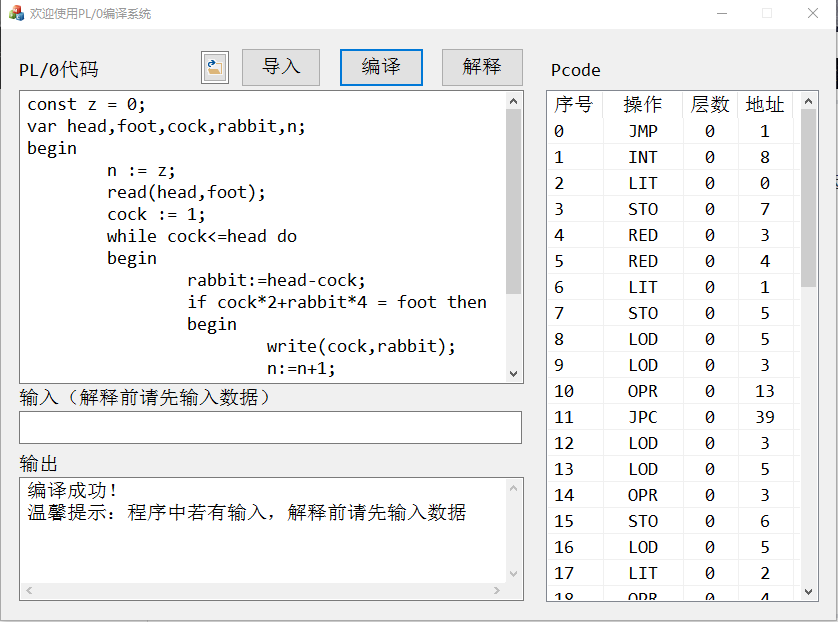 欢迎使用PL/0编译系统
PL/0代码
导入
编译
解释
const z = 0;
var head,foot,cock,rabbit,n;
begin
n := z;
read(head,foot);
cock := 1;
while cock<=head do
begin
rabbit:=head-cock;
if cock*2+rabbit*4 = foot then
begin
write(cock,rabbit);
n:=n+1;
输入（解释前请先输入数据）
输出
编译成功！
温馨提示：程序中若有输入，解释前请先输入数据
Pcode
序号 操作 层数 地址
0 JMP 0 1
1 INT 0 8
2 LIT 0 0
3 STO 0 7
4 RED 0 3
5 RED 0 4
6 LIT 0 1
7 STO 0 5
8 LOD 0 5
9 LOD 0 3
10 OPR 0 13
11 JPC 0 39
12 LOD 0 3
13 LOD 0 5
14 OPR 0 3
15 STO 0 6
16 LOD 0 5
17 LIT 0 2
18 OPR 0 4